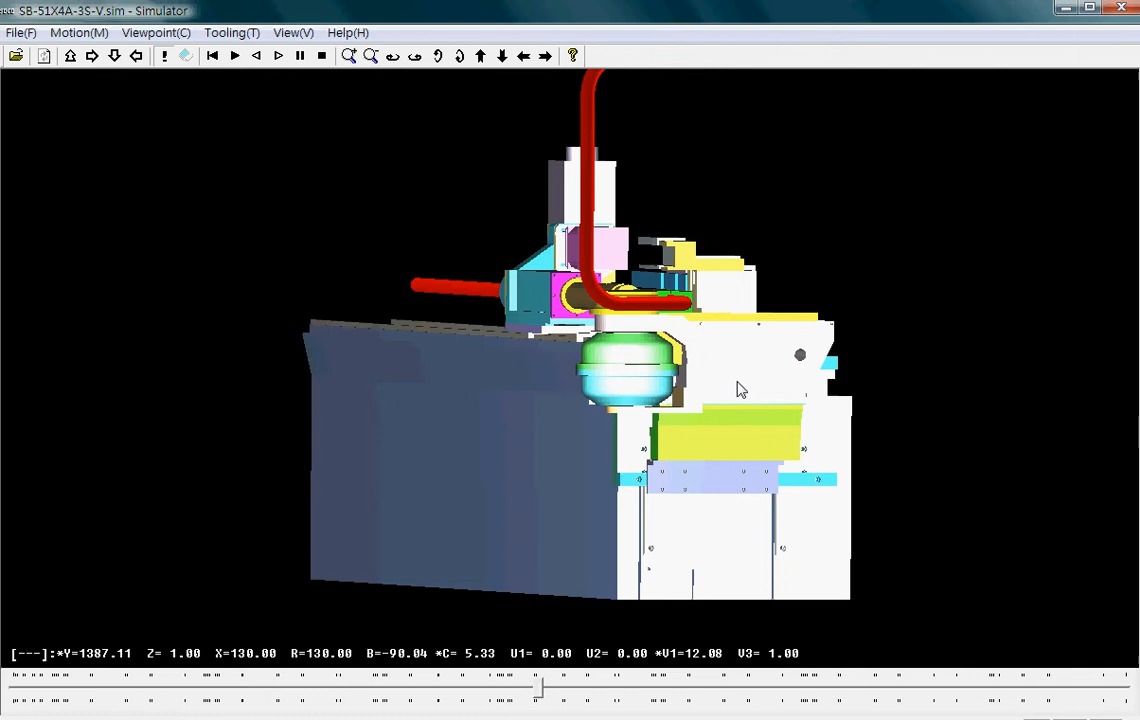 SB-51X4A-3S-V.sim - Simulator
File(F) Motion(M) Viewpoint(C) Tooling(T) View(V) Help(H)
[---]:*Y=1387.11 Z= 1.00 X=130.00 R=130.00 B=-90.04 *C= 5.33 U1= 0.00 U2= 0.00 *V1=12.08 V3= 1.00